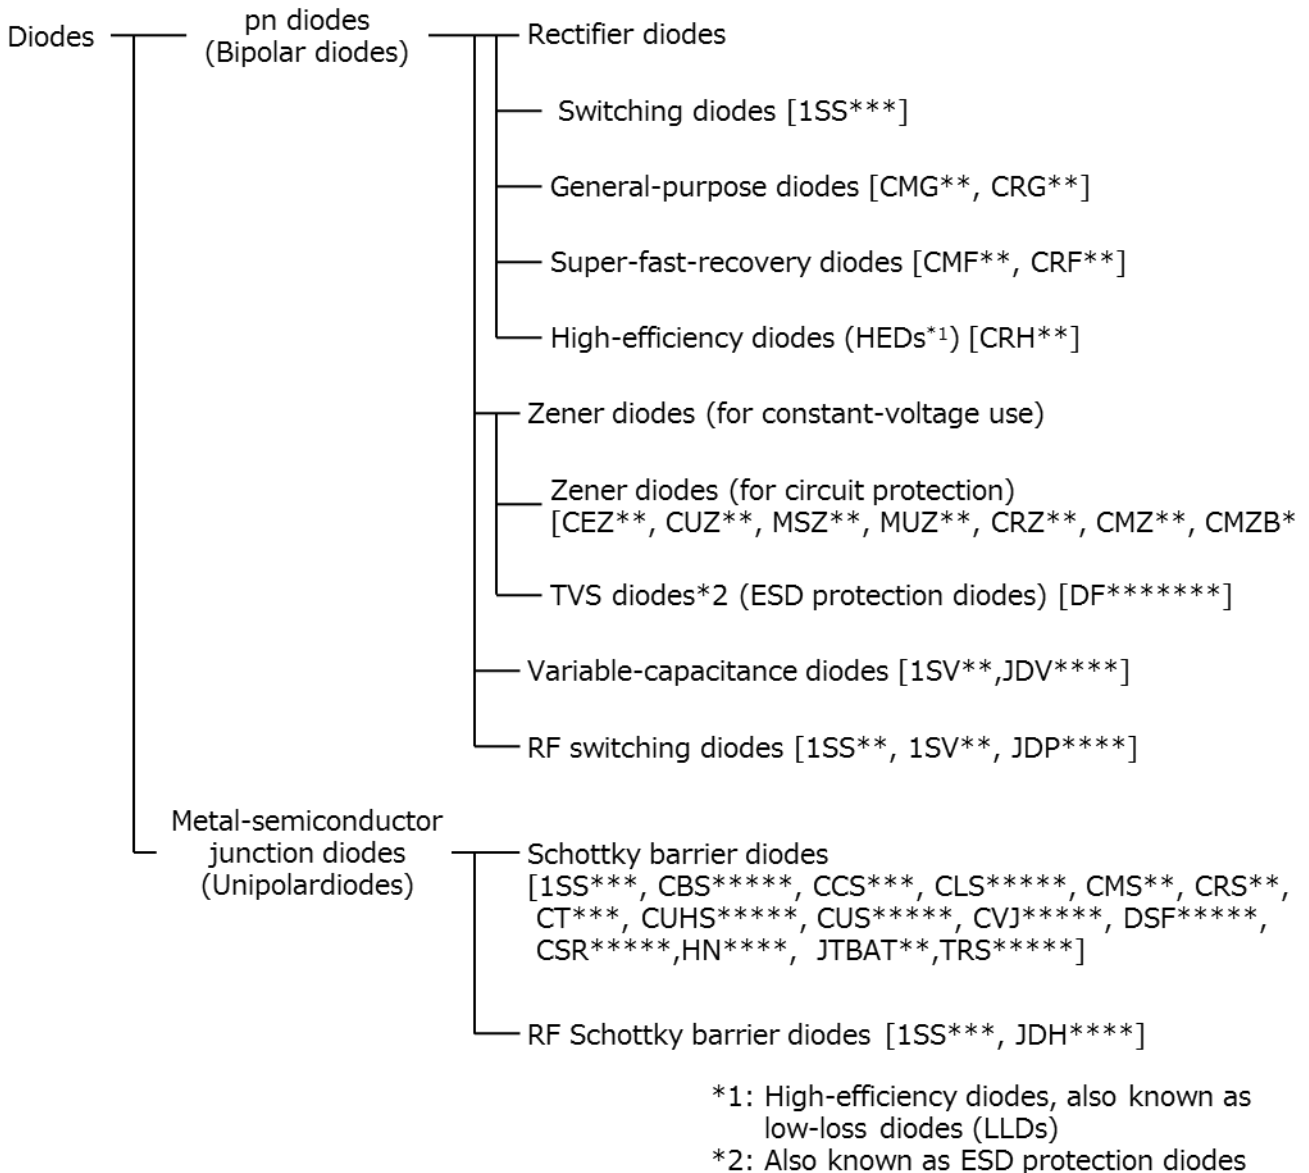 Diodes
pn diodes
(Bipolar diodes)
Rectifier diodes
Switching diodes [1SS***]
General-purpose diodes [CMG**, CRG**]
Super-fast-recovery diodes [CMF**, CRF**]
High-efficiency diodes (HEDs*1) [CRH**]
Zener diodes (for constant-voltage use)
Zener diodes (for circuit protection)
[CEZ**, CUZ**, MSZ**, MUZ**, CRZ**, CMZ**, CMZB*
TVS diodes*2 (ESD protection diodes) [DF*******]
Variable-capacitance diodes [1SV**,JDV****]
RF switching diodes [1SS**, 1SV**, JDP****]
Metal-semiconductor
junction diodes
(Unipolardiodes)
Schottky barrier diodes
[1SS***, CBS*****, CCS***, CLS*****, CMS**, CRS**,
CT***, CUHS*****, CUS*****, CVJ*****, DSF*****,
CSR*****,HN****, JTBAT**,TRS*****]
RF Schottky barrier diodes [1SS***, JDH****]
*1: High-efficiency diodes, also known as
low-loss diodes (LLDs)
*2: Also known as ESD protection diodes